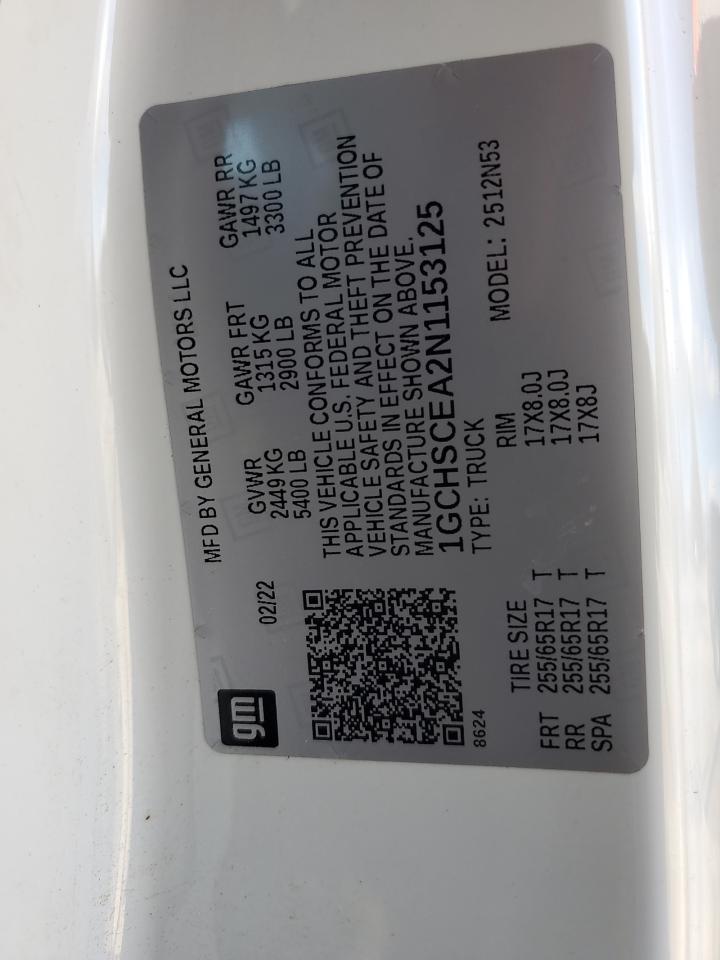 gm
MFD BY GENERAL MOTORS LLC
02/22
GVWR GAWR FRT GAWR RR
2449 KG 1315 KG 1497 KG
5400 LB 2900 LB 3300 LB
THIS VEHICLE CONFORMS TO ALL
APPLICABLE U.S. FEDERAL MOTOR
VEHICLE SAFETY AND THEFT PREVENTION
STANDARDS IN EFFECT ON THE DATE OF
MANUFACTURE SHOWN ABOVE.
1GCHSCEA2N1153125
8624
TYPE: TRUCK MODEL: 2512N53
TIRE SIZE RIM
FRT 255/65R17 T 17X8.0J
RR 255/65R17 T 17X8.0J
SPA 255/65R17 T 17X8J